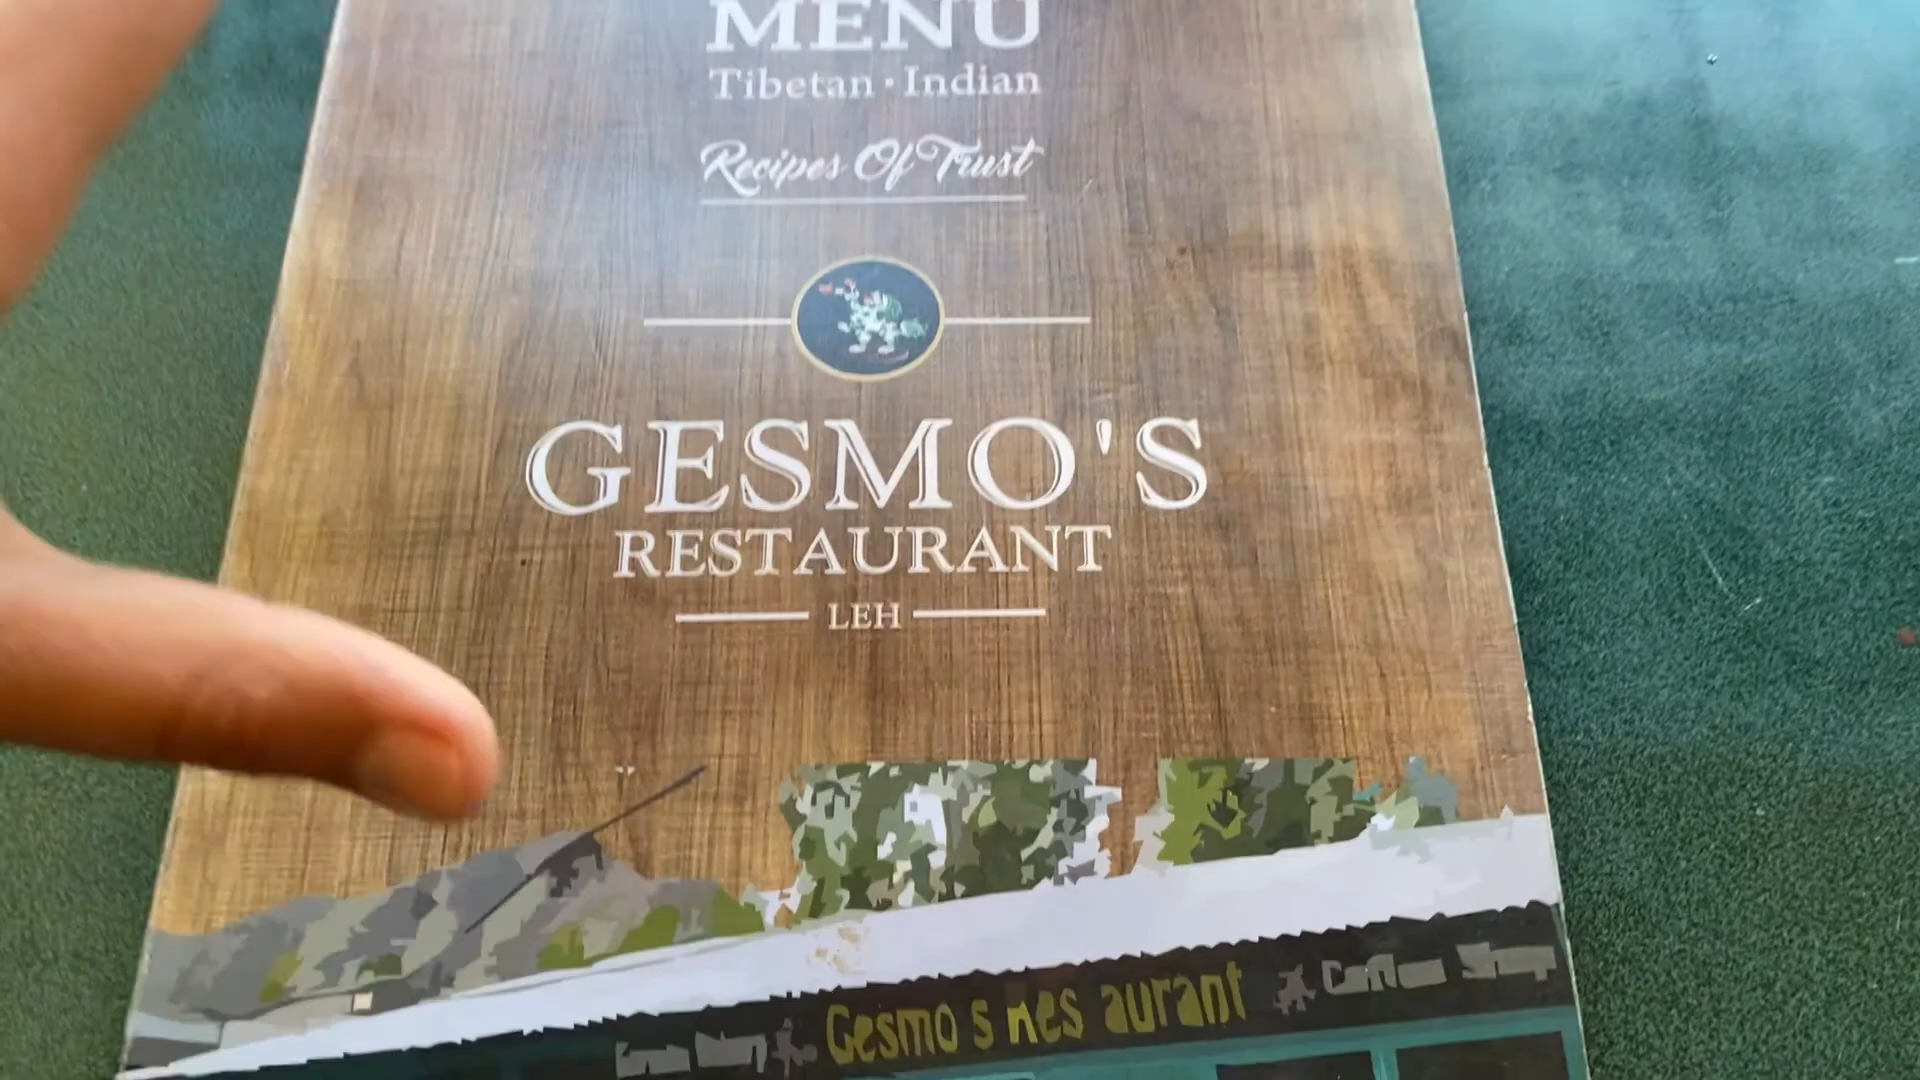 MENU
Tibetan · Indian
Recipes Of Trust
GESMO'S
RESTAURANT
LEH
Gesmo s Res aurant